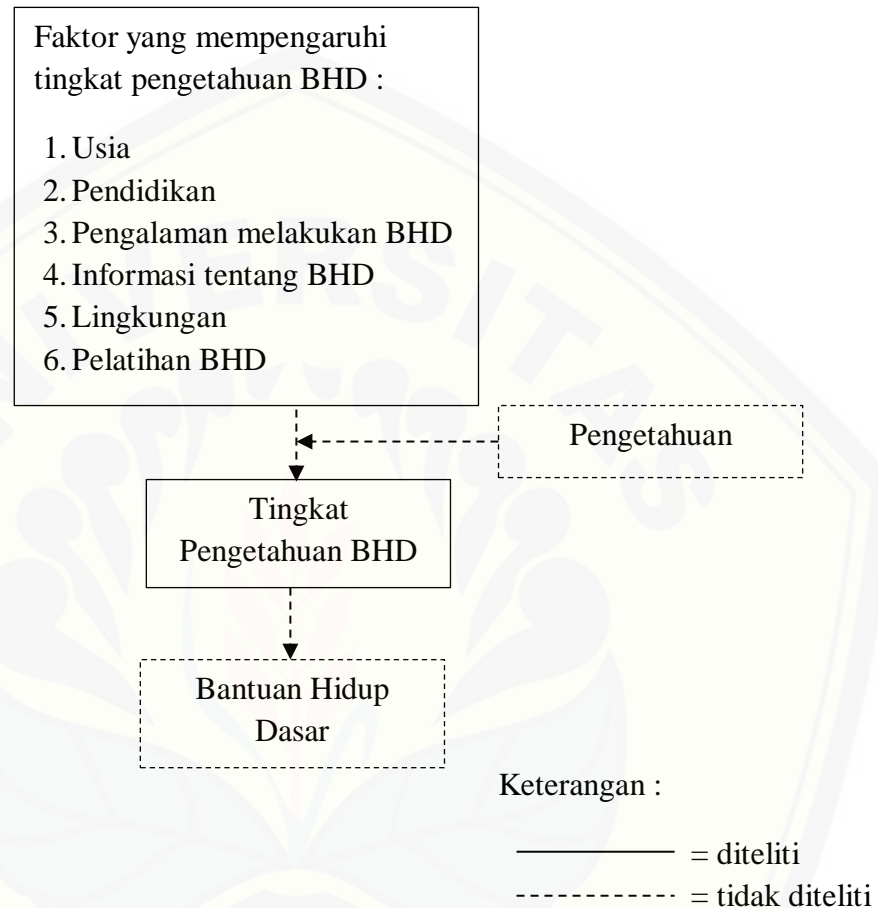 Faktor yang mempengaruhi
tingkat pengetahuan BHD :
1. Usia
2. Pendidikan
3. Pengalaman melakukan BHD
4. Informasi tentang BHD
5. Lingkungan
6. Pelatihan BHD
Pengetahuan
Tingkat
Pengetahuan BHD
Bantuan Hidup
Dasar
Keterangan :
= diteliti
= tidak diteliti
UNIVERSITAS